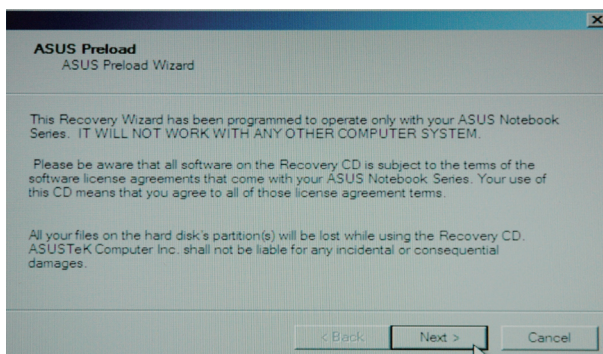 ASUS Preload
ASUS Preload Wizard
This Recovery Wizard has been programmed to operate only with your ASUS Notebook
Series. IT WILL NOT WORK WITH ANY OTHER COMPUTER SYSTEM.
Please be aware that all software on the Recovery CD is subject to the terms of the
software license agreements that come with your ASUS Notebook Series. Your use of
this CD means that you agree to all of those license agreement terms.
All your files on the hard disk's partition(s) will be lost while using the Recovery CD.
ASUSTeK Computer Inc. shall not be liable for any incidental or consequential
damages.
< Back Next > Cancel